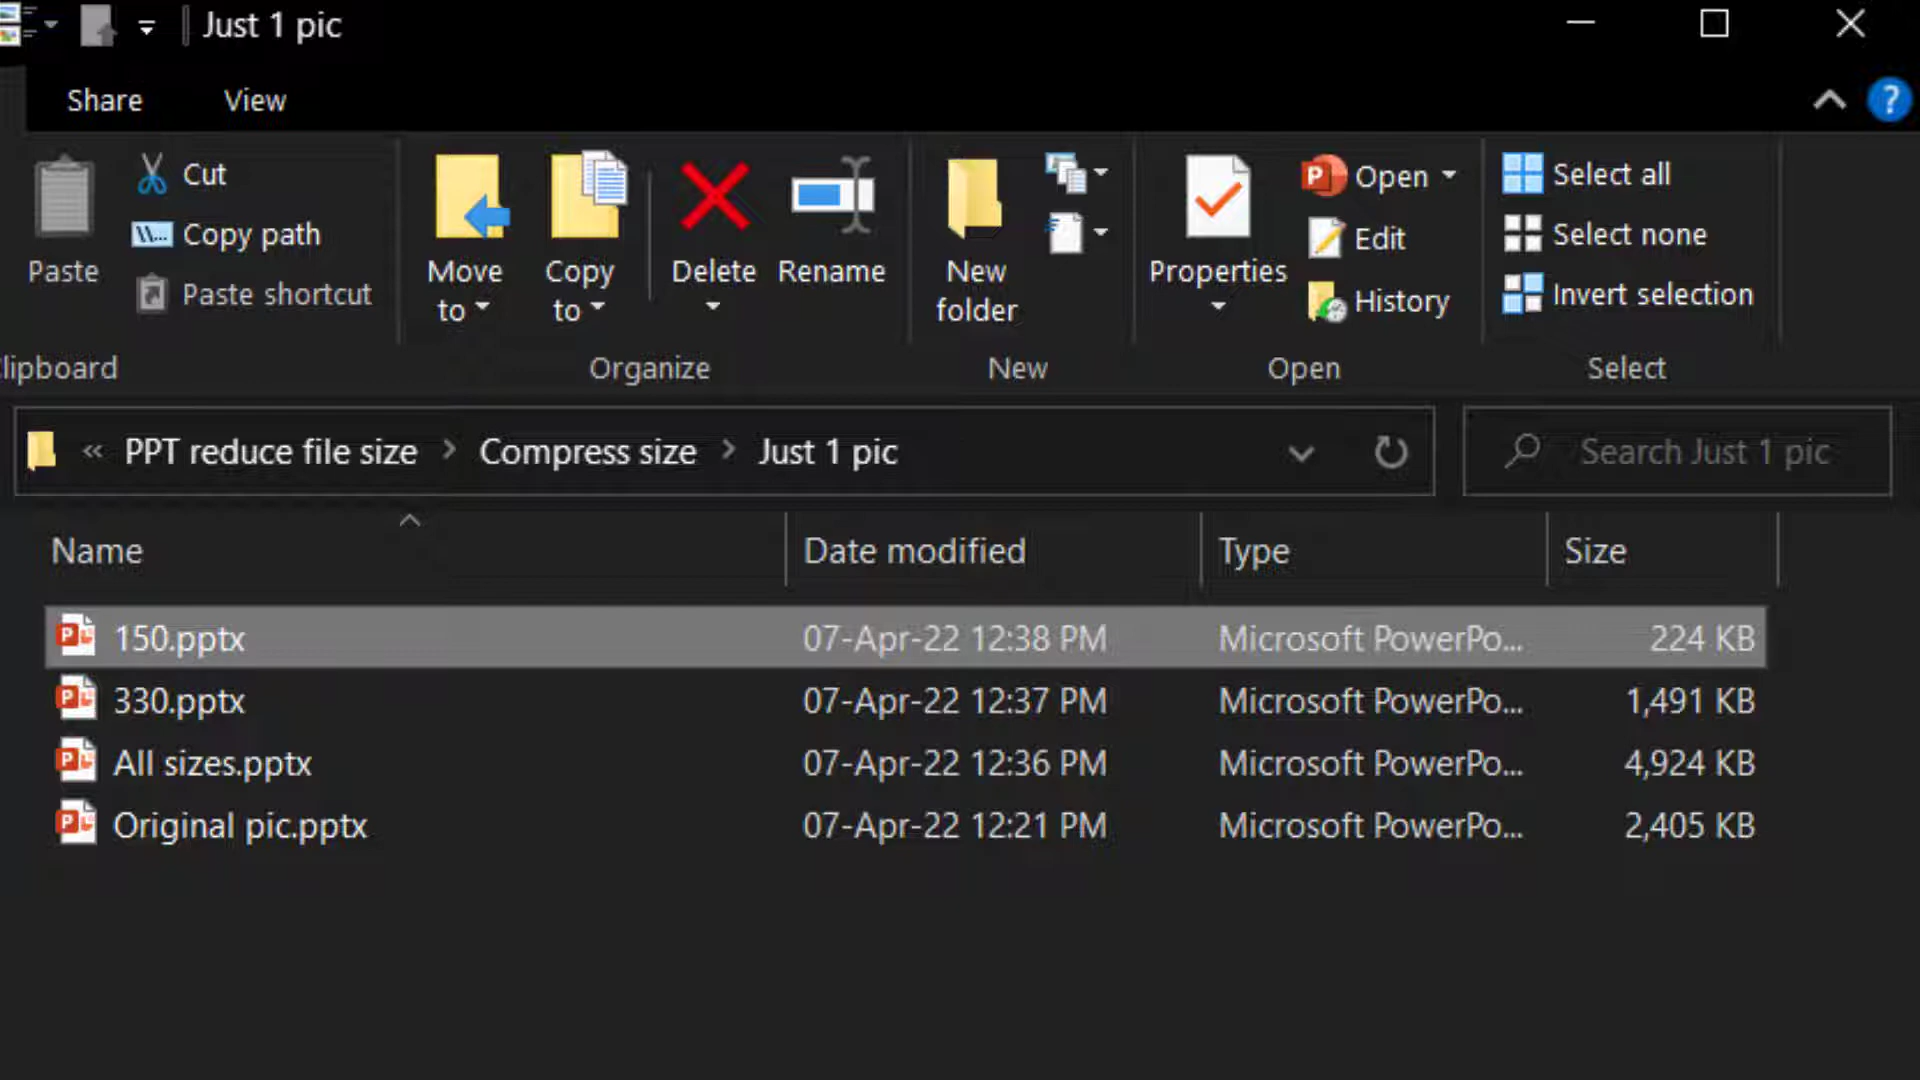 Just 1 pic
Share View
Paste
Cut
Copy path
Paste shortcut
lipboard
Move to
Copy to
Delete
Rename
Organize
New folder
New
Properties
Open
Edit
History
Open
Select all
Select none
Invert selection
Select
« PPT reduce file size > Compress size > Just 1 pic
Search Just 1 pic
Name Date modified Type Size
150.pptx 07-Apr-22 12:38 PM Microsoft PowerPo... 224 KB
330.pptx 07-Apr-22 12:37 PM Microsoft PowerPo... 1,491 KB
All sizes.pptx 07-Apr-22 12:36 PM Microsoft PowerPo... 4,924 KB
Original pic.pptx 07-Apr-22 12:21 PM Microsoft PowerPo... 2,405 KB